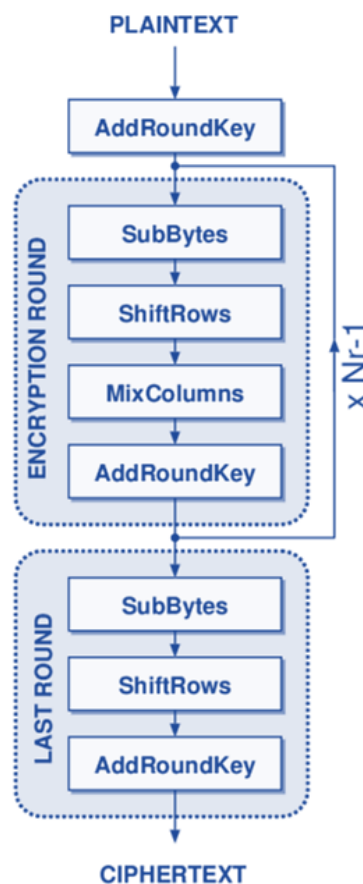 PLAINTEXT
AddRoundKey
ENCRYPTION ROUND
SubBytes
ShiftRows
MixColumns
AddRoundKey
x Nr-1
LAST ROUND
SubBytes
ShiftRows
AddRoundKey
CIPHERTEXT